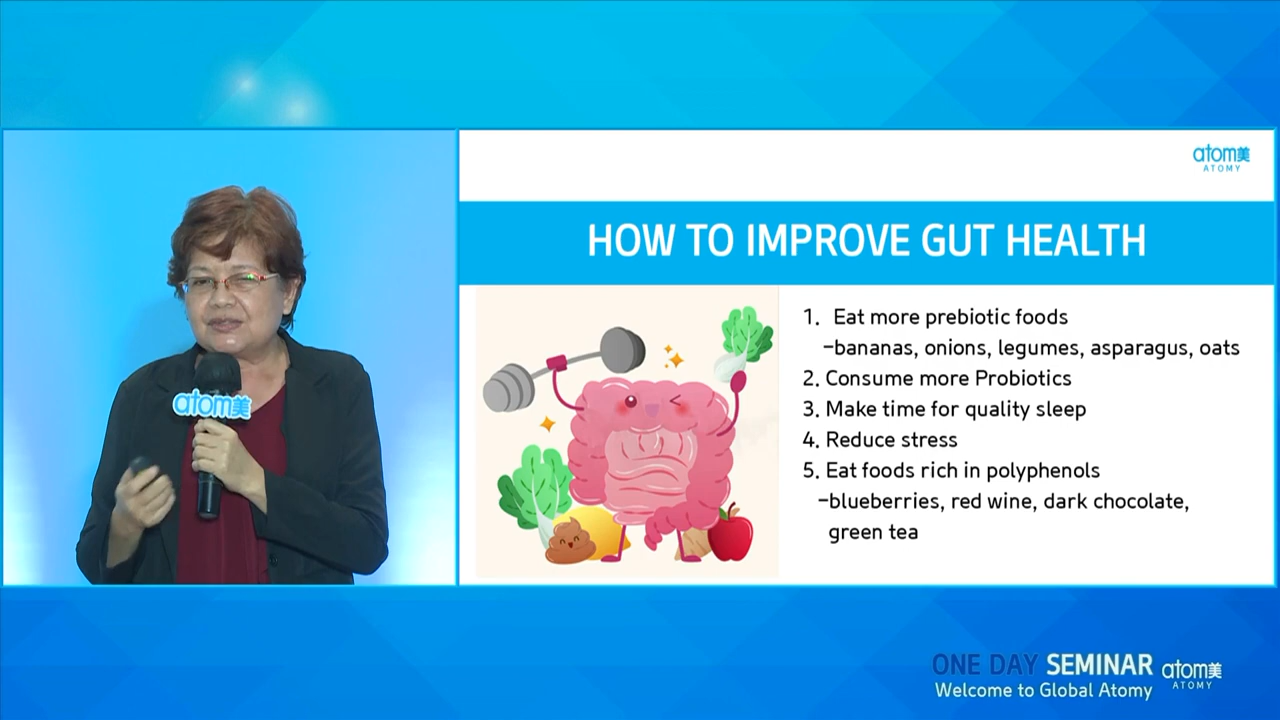 atom美
ATOMY
HOW TO IMPROVE GUT HEALTH
1. Eat more prebiotic foods
-bananas, onions, legumes, asparagus, oats
2. Consume more Probiotics
3. Make time for quality sleep
4. Reduce stress
5. Eat foods rich in polyphenols
-blueberries, red wine, dark chocolate,
green tea
atom美
ONE DAY SEMINAR
Welcome to Global Atomy
atom美
ATOMY